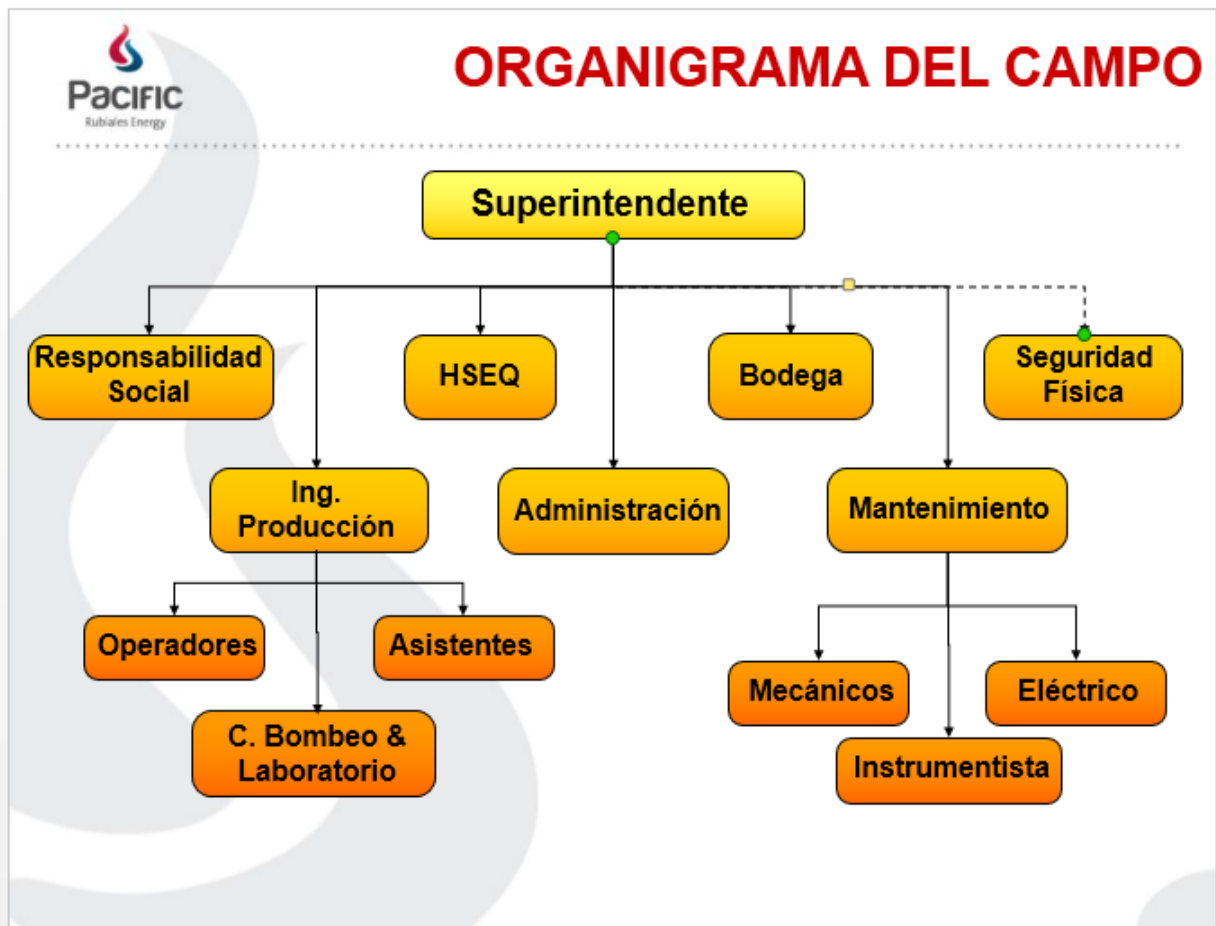 Pacific
Rubiales Energy
ORGANIGRAMA DEL CAMPO
Superintendente
Responsabilidad
Social
HSEQ
Bodega
Seguridad
Física
Ing.
Producción
Administración
Mantenimiento
Operadores
Asistentes
C. Bombeo &
Laboratorio
Mecánicos
Eléctrico
Instrumentista